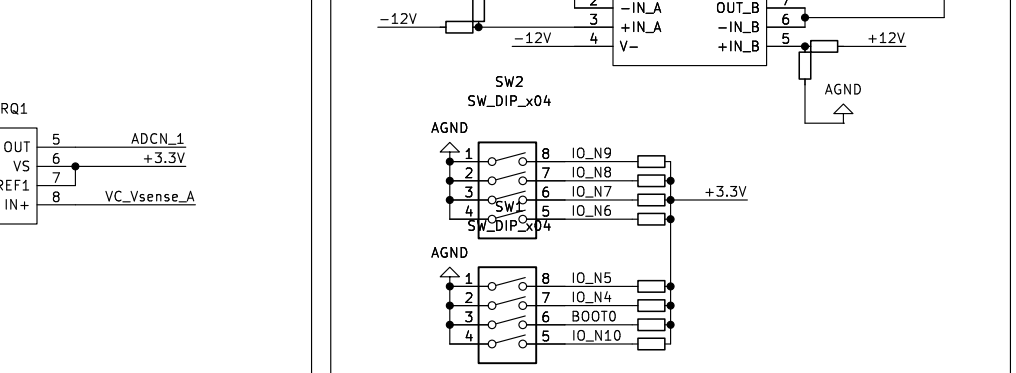 2 -IN_A OUT_B 7
-12V 3 +IN_A -IN_B 6
-12V 4 V- +IN_B 5 +12V
AGND
SW2
SW_DIP_x04
RQ1
AGND
OUT 5 ADCN_1
VS 6 +3.3V
REF1 7
IN+ 8 VC_Vsense_A
1 8 IO_N9
2 7 IO_N8
3 6 IO_N7 +3.3V
4 5 IO_N6
SW1
SW_DIP_x04
AGND
1 8 IO_N5
2 7 IO_N4
3 6 BOOT0
4 5 IO_N10